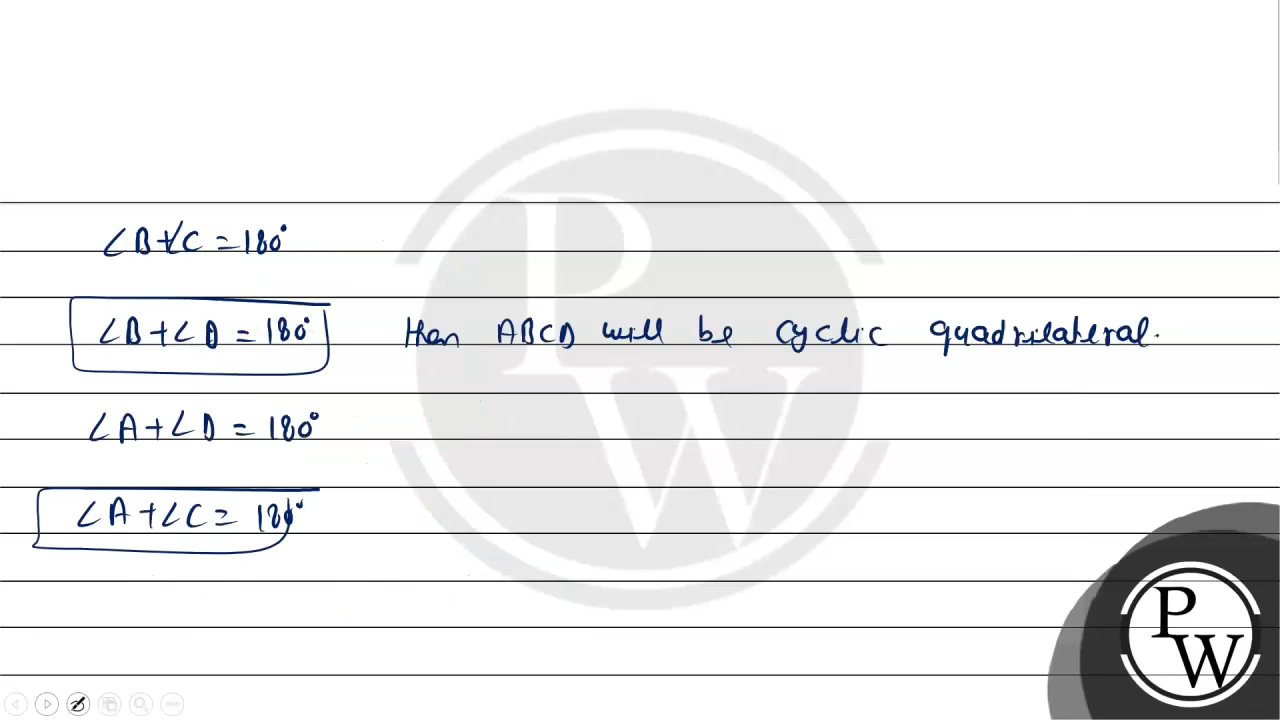 ∠B+∠C = 180°
∠B+∠D = 180° then ABCD will be cyclic quadrilateral.
∠A+∠D = 180°
∠A+∠C = 180°
P
W
P
W